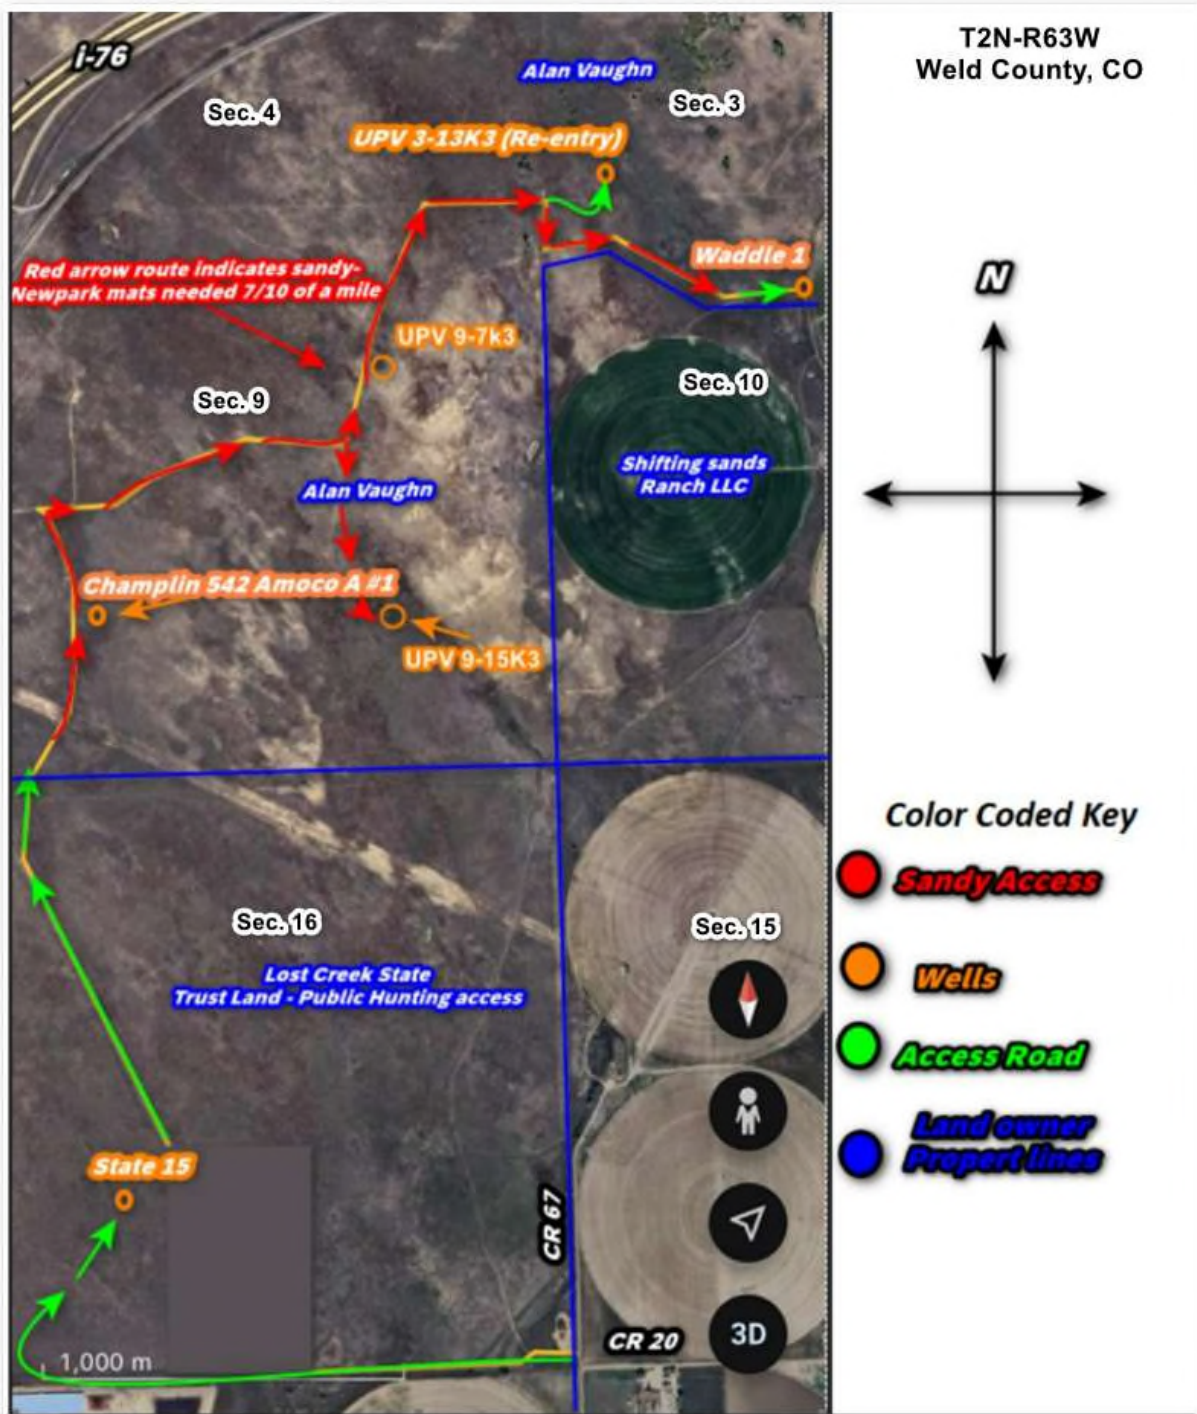 T2N-R63W
Weld County, CO
i-76
Alan Vaughn
Sec. 4
Sec. 3
UPV 3-13K3 (Re-entry)
Waddle 1
Red arrow route indicates sandy-
Newpark mats needed 7/10 of a mile
N
UPV 9-7k3
Sec. 9
Sec. 10
Shifting sands
Ranch LLC
Alan Vaughn
Champlin 542 Amoco A #1
UPV 9-15K3
Color Coded Key
Sandy Access
Wells
Access Road
Land owner
Propert lines
Sec. 16
Sec. 15
Lost Creek State
Trust Land - Public Hunting access
State 15
CR 67
CR 20
3D
1,000 m